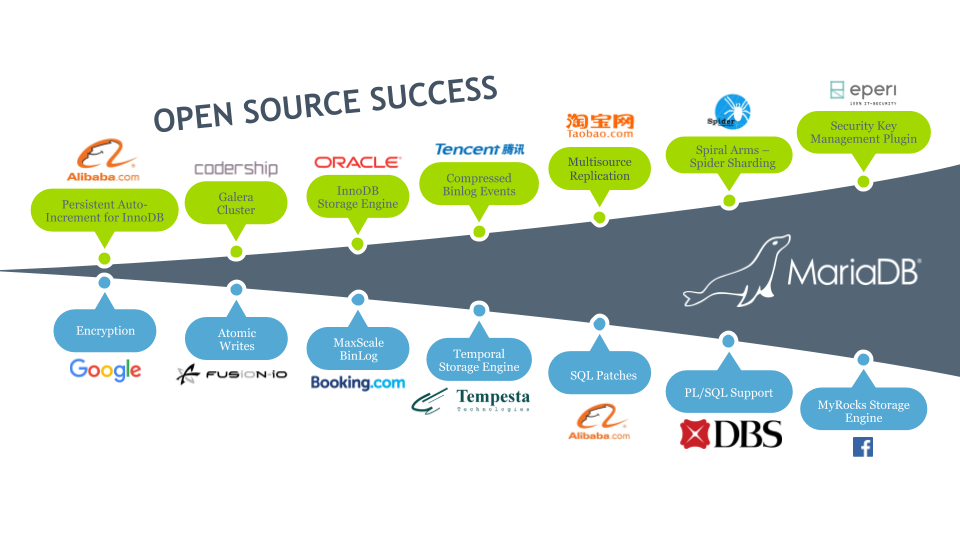 OPEN SOURCE SUCCESS
Alibaba.com
Persistent Auto-
Increment for InnoDB
codership
Galera
Cluster
ORACLE®
InnoDB
Storage Engine
Tencent 腾讯
Compressed
Binlog Events
淘宝网
Taobao.com
Multisource
Replication
Spider
Spiral Arms –
Spider Sharding
eperi
100% IT-SECURITY
Security Key
Management Plugin
MariaDB®
Encryption
Google
Atomic
Writes
FUSION-iO
MaxScale
BinLog
Booking.com
Temporal
Storage Engine
Tempesta
Technologies
SQL Patches
Alibaba.com
PL/SQL Support
DBS
MyRocks Storage
Engine
f